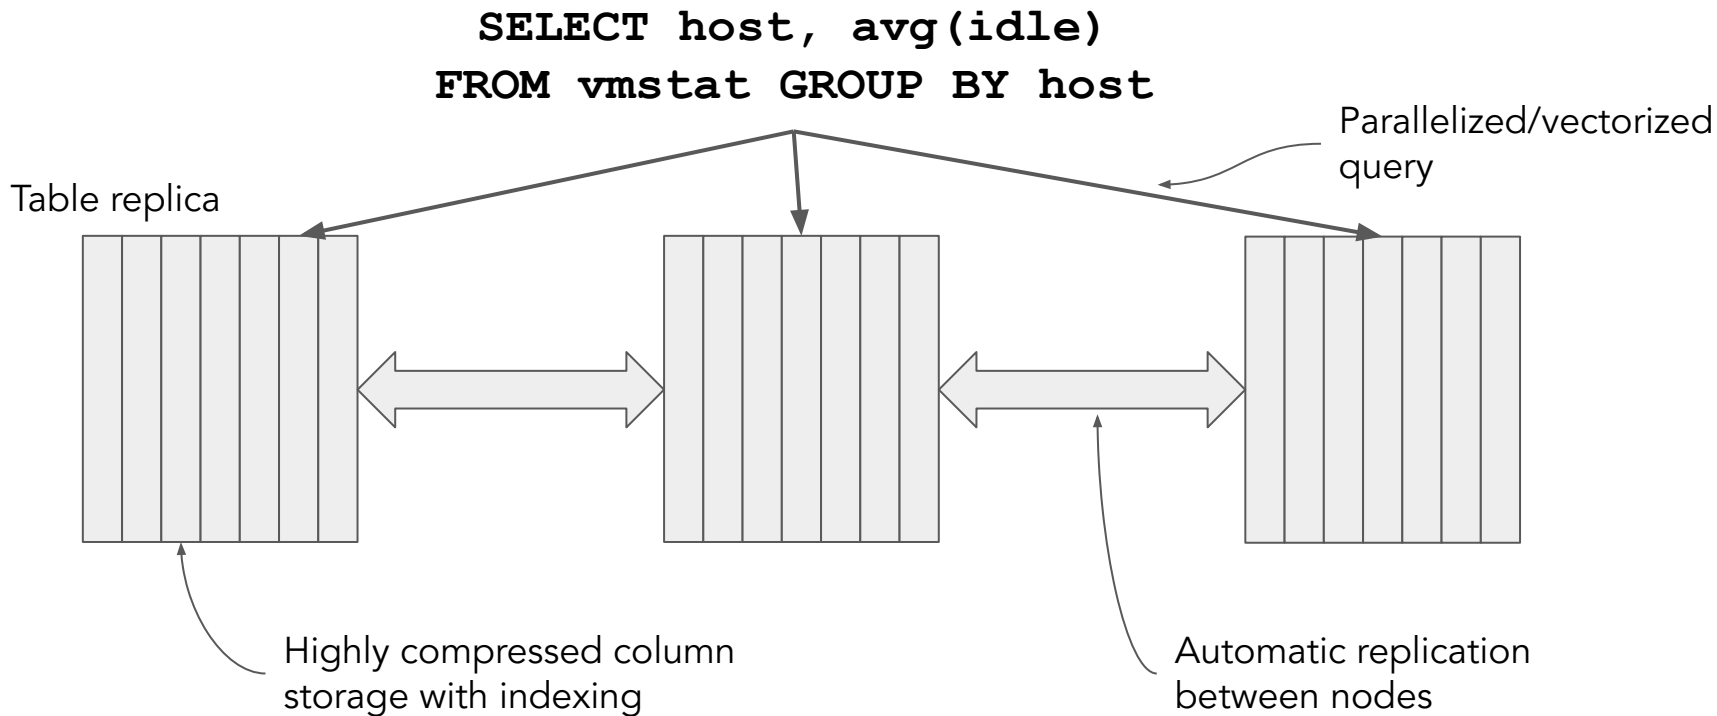 SELECT host, avg(idle)
FROM vmstat GROUP BY host
Parallelized/vectorized
query
Table replica
Highly compressed column
storage with indexing
Automatic replication
between nodes